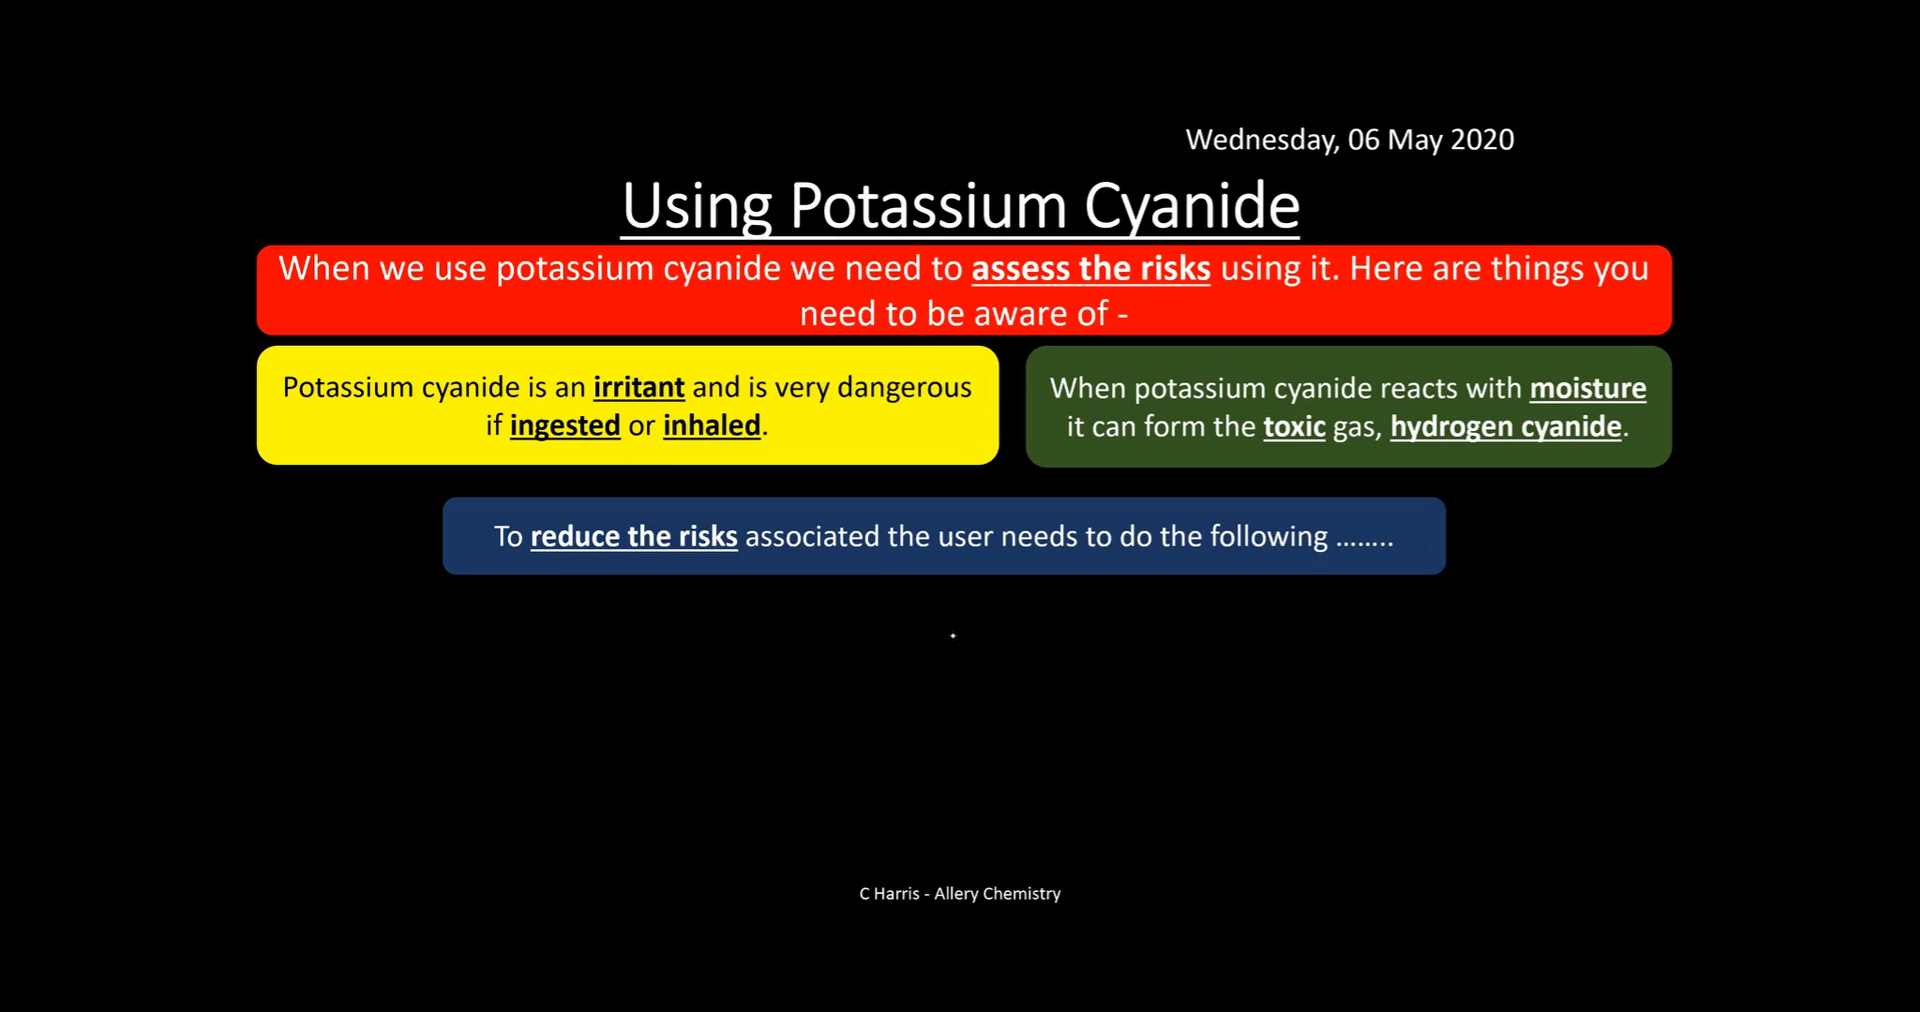 Wednesday, 06 May 2020
Using Potassium Cyanide
When we use potassium cyanide we need to assess the risks using it. Here are things you
need to be aware of -
Potassium cyanide is an irritant and is very dangerous
if ingested or inhaled.
When potassium cyanide reacts with moisture
it can form the toxic gas, hydrogen cyanide.
To reduce the risks associated the user needs to do the following ........
C Harris - Allery Chemistry